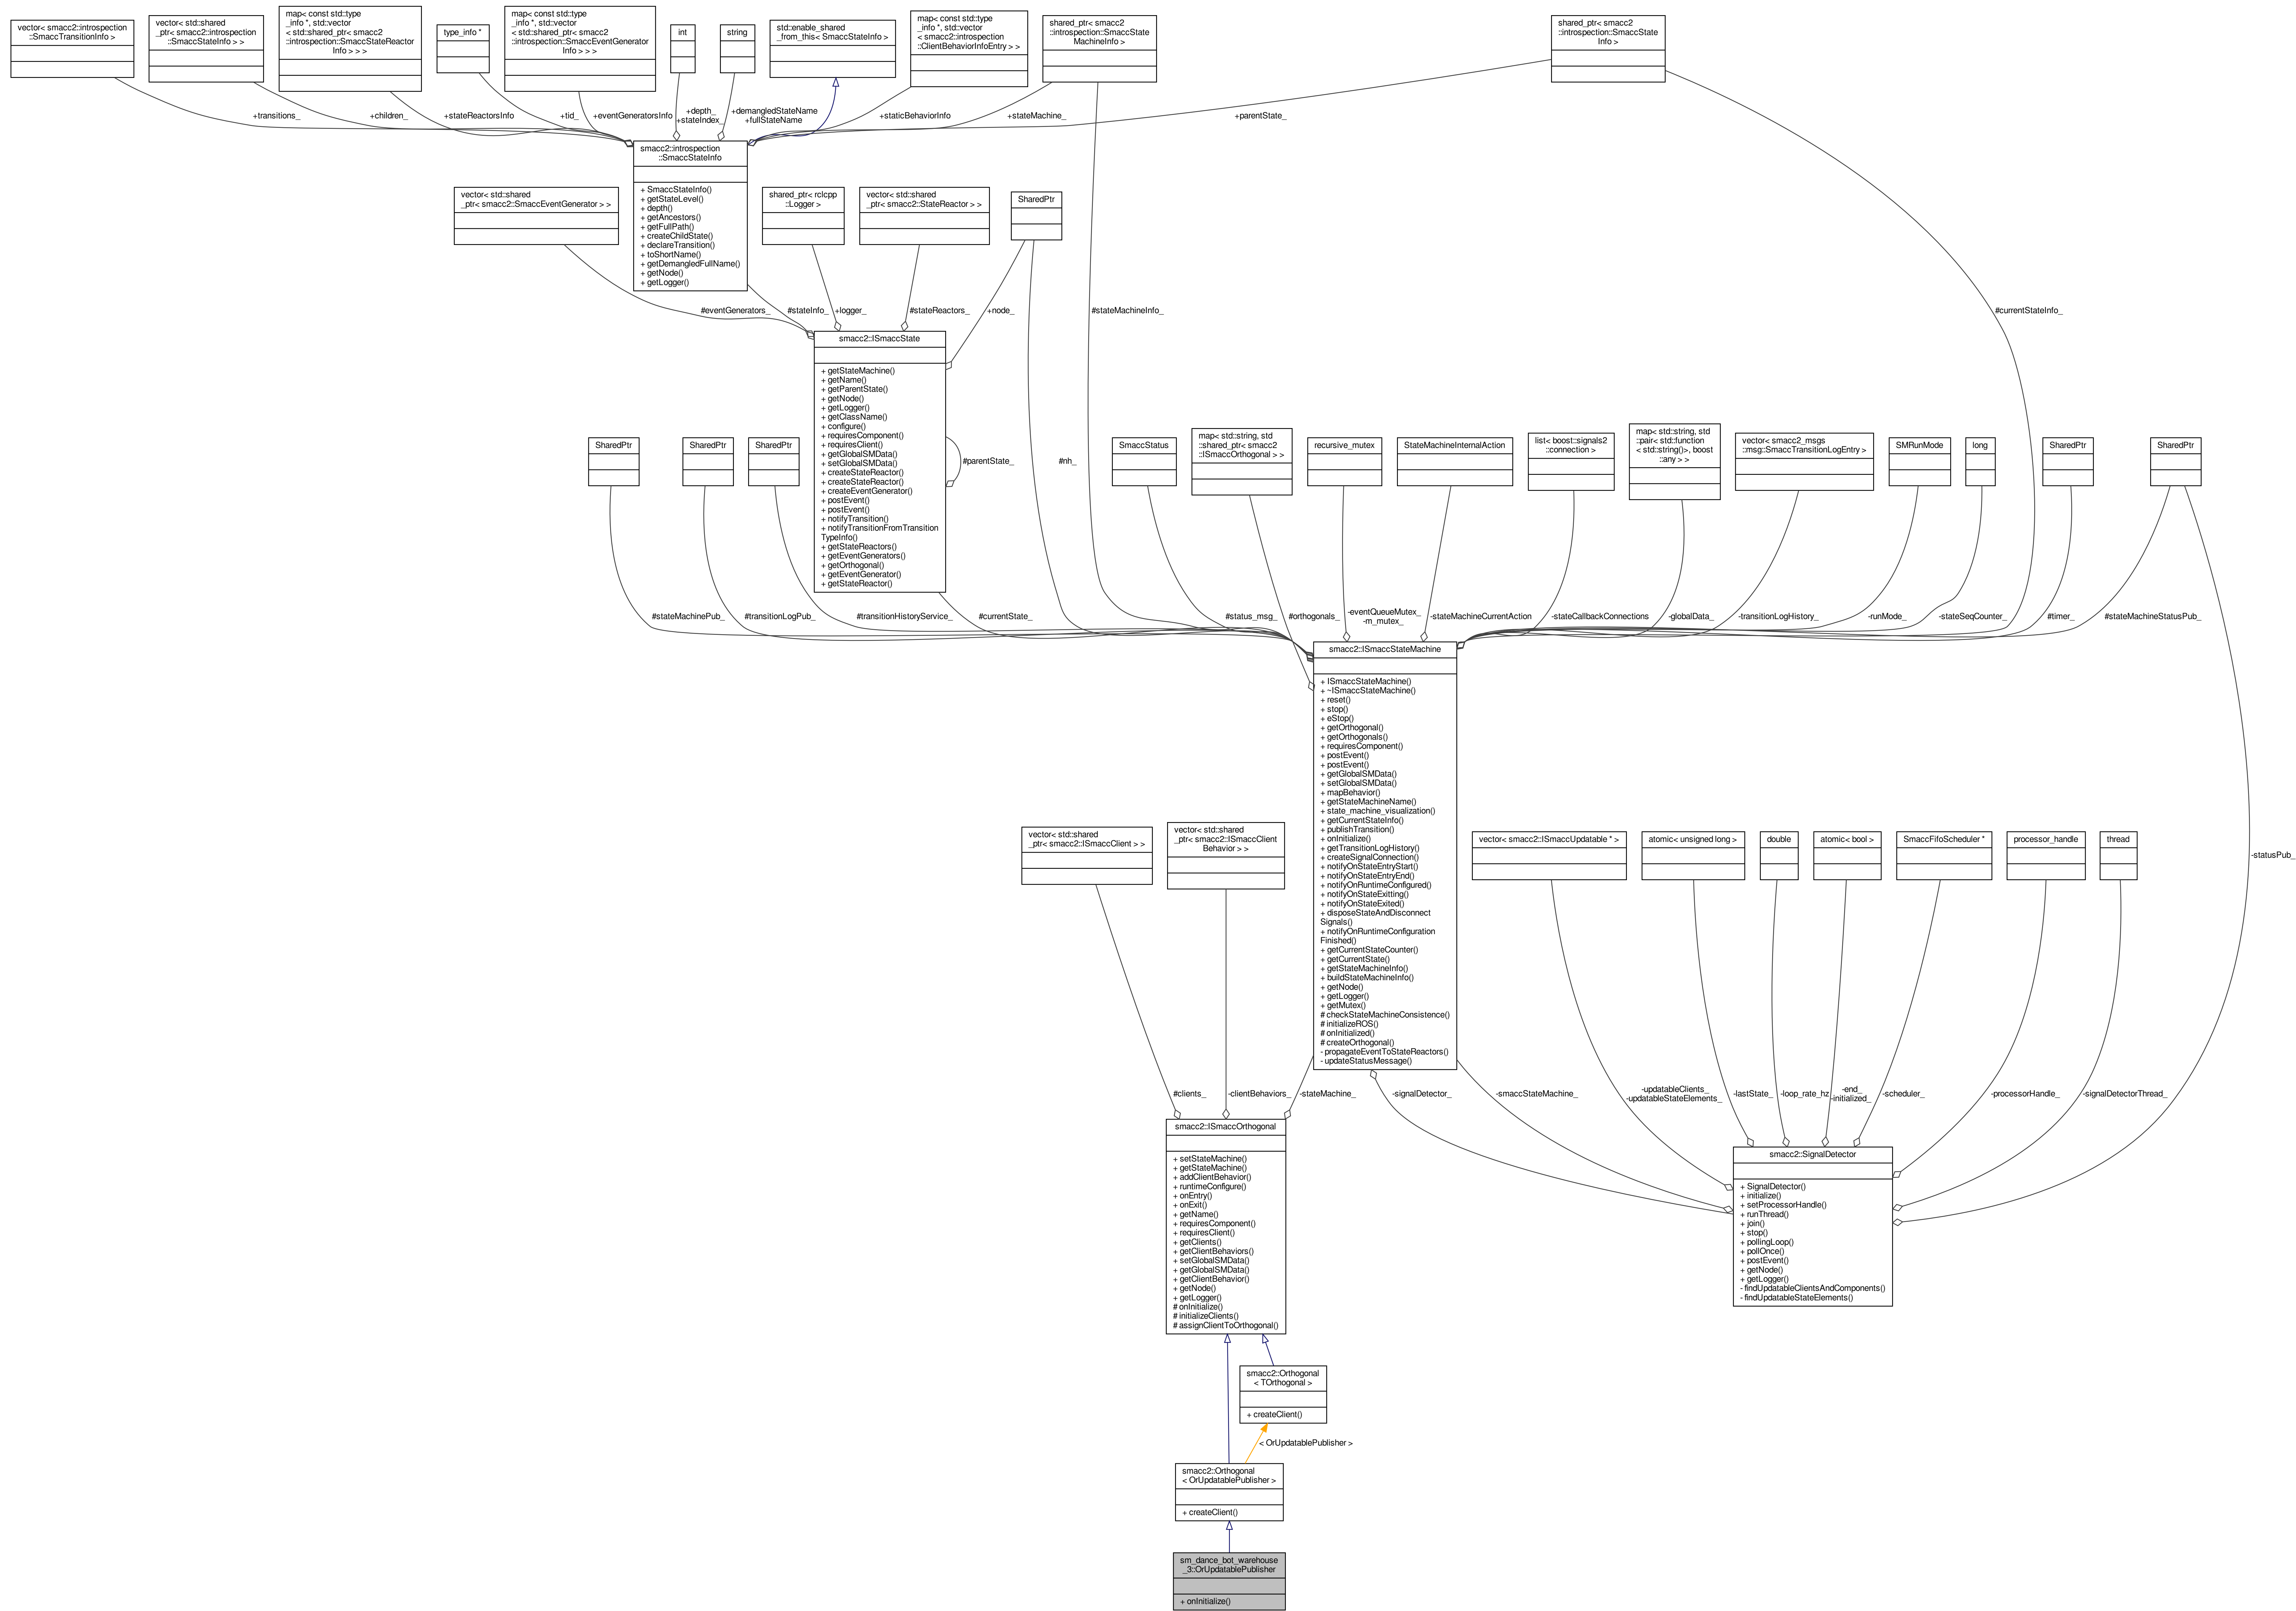 vector< smacc2::introspection
::SmaccTransitionInfo >
vector< std::shared
_ptr< smacc2::introspection
::SmaccStateInfo > >
map< const std::type
_info *, std::vector
< std::shared_ptr< smacc2
::introspection::SmaccStateReactor
Info > > >
type_info *
map< const std::type
_info *, std::vector
< std::shared_ptr< smacc2
::introspection::SmaccEventGenerator
Info > > >
int
string
std::enable_shared
_from_this< SmaccStateInfo >
map< const std::type
_info *, std::vector
< smacc2::introspection
::ClientBehaviorInfoEntry > >
shared_ptr< smacc2
::introspection::SmaccState
MachineInfo >
shared_ptr< smacc2
::introspection::SmaccState
Info >
+transitions_
+children_
+stateReactorsInfo
+tid_
+eventGeneratorsInfo
+depth_
+stateIndex_
+demangledStateName
+fullStateName
+staticBehaviorInfo
+stateMachine_
+parentState_
smacc2::introspection
::SmaccStateInfo
+ SmaccStateInfo()
+ getStateLevel()
+ depth()
+ getAncestors()
+ getFullPath()
+ createChildState()
+ declareTransition()
+ toShortName()
+ getDemangledFullName()
+ getNode()
+ getLogger()
vector< std::shared
_ptr< smacc2::SmaccEventGenerator > >
shared_ptr< rclcpp
::Logger >
vector< std::shared
_ptr< smacc2::StateReactor > >
SharedPtr
#eventGenerators_
#stateInfo_
+logger_
#stateReactors_
+node_
#stateMachineInfo_
#currentStateInfo_
smacc2::ISmaccState
+ getStateMachine()
+ getName()
+ getParentState()
+ getNode()
+ getLogger()
+ getClassName()
+ configure()
+ requiresComponent()
+ requiresClient()
+ getGlobalSMData()
+ setGlobalSMData()
+ createStateReactor()
+ createStateReactor()
+ createEventGenerator()
+ postEvent()
+ postEvent()
+ notifyTransition()
+ notifyTransitionFromTransition
TypeInfo()
+ getStateReactors()
+ getEventGenerators()
+ getOrthogonal()
+ getEventGenerator()
+ getStateReactor()
#parentState_
#nh_
SharedPtr
SharedPtr
SharedPtr
SmaccStatus
map< std::string, std
::shared_ptr< smacc2
::ISmaccOrthogonal > >
recursive_mutex
StateMachineInternalAction
list< boost::signals2
::connection >
map< std::string, std
::pair< std::function
< std::string()>, boost
::any > >
vector< smacc2_msgs
::msg::SmaccTransitionLogEntry >
SMRunMode
long
SharedPtr
SharedPtr
#stateMachinePub_
#transitionLogPub_
#transitionHistoryService_
#currentState_
#status_msg_
#orthogonals_
-eventQueueMutex_
-m_mutex_
-stateMachineCurrentAction
-stateCallbackConnections
-globalData_
-transitionLogHistory_
-runMode_
-stateSeqCounter_
#timer_
#stateMachineStatusPub_
smacc2::ISmaccStateMachine
+ ISmaccStateMachine()
+ ~ISmaccStateMachine()
+ reset()
+ stop()
+ eStop()
+ getOrthogonal()
+ getOrthogonals()
+ requiresComponent()
+ postEvent()
+ postEvent()
+ getGlobalSMData()
+ setGlobalSMData()
+ mapBehavior()
+ getStateMachineName()
+ state_machine_visualization()
+ getCurrentStateInfo()
+ publishTransition()
+ onInitialize()
+ getTransitionLogHistory()
+ createSignalConnection()
+ notifyOnStateEntryStart()
+ notifyOnStateEntryEnd()
+ notifyOnRuntimeConfigured()
+ notifyOnStateExitting()
+ notifyOnStateExited()
+ disposeStateAndDisconnect
Signals()
+ notifyOnRuntimeConfiguration
Finished()
+ getCurrentStateCounter()
+ getCurrentState()
+ getStateMachineInfo()
+ buildStateMachineInfo()
+ getNode()
+ getLogger()
+ getMutex()
# checkStateMachineConsistence()
# initializeROS()
# onInitialized()
# createOrthogonal()
- propagateEventToStateReactors()
- updateStatusMessage()
vector< std::shared
_ptr< smacc2::ISmaccClient > >
vector< std::shared
_ptr< smacc2::ISmaccClient
Behavior > >
vector< smacc2::ISmaccUpdatable * >
atomic< unsigned long >
double
atomic< bool >
SmaccFifoScheduler *
processor_handle
thread
-statusPub_
#clients_
-clientBehaviors_
-stateMachine_
-signalDetector_
-smaccStateMachine_
-updatableClients_
-updatableStateElements_
-lastState_
-loop_rate_hz
-end_
-initialized_
-scheduler_
-processorHandle_
-signalDetectorThread_
smacc2::ISmaccOrthogonal
+ setStateMachine()
+ getStateMachine()
+ addClientBehavior()
+ runtimeConfigure()
+ onEntry()
+ onExit()
+ getName()
+ requiresComponent()
+ requiresClient()
+ getClients()
+ getClientBehaviors()
+ setGlobalSMData()
+ getGlobalSMData()
+ getClientBehavior()
+ getNode()
+ getLogger()
# onInitialize()
# initializeClients()
# assignClientToOrthogonal()
smacc2::SignalDetector
+ SignalDetector()
+ initialize()
+ setProcessorHandle()
+ runThread()
+ join()
+ stop()
+ pollingLoop()
+ pollOnce()
+ postEvent()
+ getNode()
+ getLogger()
- findUpdatableClientsAndComponents()
- findUpdatableStateElements()
smacc2::Orthogonal
< TOrthogonal >
+ createClient()
< OrUpdatablePublisher >
smacc2::Orthogonal
< OrUpdatablePublisher >
+ createClient()
sm_dance_bot_warehouse
_3::OrUpdatablePublisher
+ onInitialize()